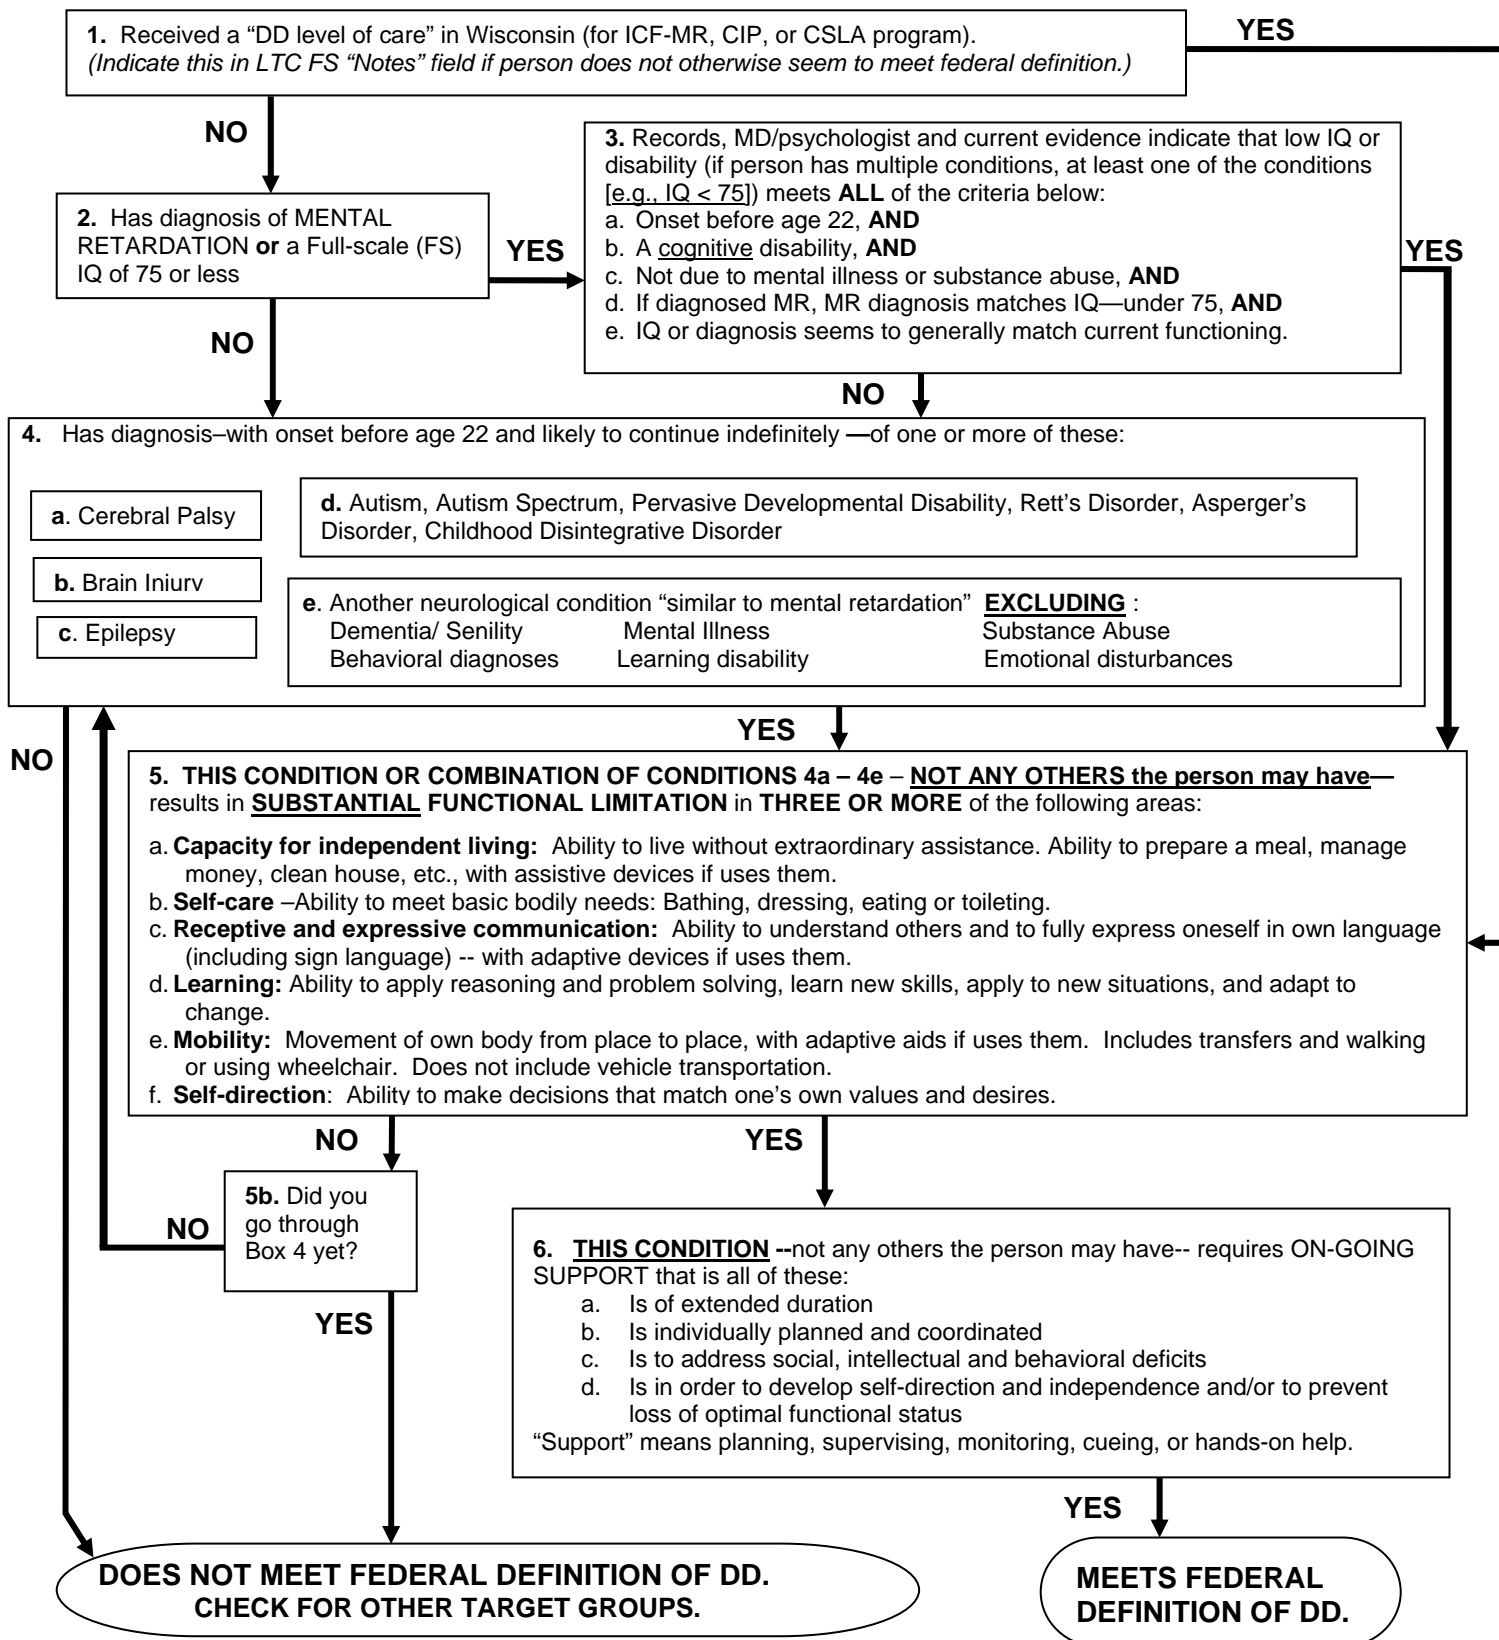 1. Received a “DD level of care” in Wisconsin (for ICF-MR, CIP, or CSLA program).
(Indicate this in LTC FS “Notes” field if person does not otherwise seem to meet federal definition.)
YES
NO
2. Has diagnosis of MENTAL
RETARDATION or a Full-scale (FS)
IQ of 75 or less
YES
NO
3. Records, MD/psychologist and current evidence indicate that low IQ or
disability (if person has multiple conditions, at least one of the conditions
[e.g., IQ < 75]) meets ALL of the criteria below:
a. Onset before age 22, AND
b. A cognitive disability, AND
c. Not due to mental illness or substance abuse, AND
d. If diagnosed MR, MR diagnosis matches IQ—under 75, AND
e. IQ or diagnosis seems to generally match current functioning.
YES
NO
4. Has diagnosis–with onset before age 22 and likely to continue indefinitely —of one or more of these:
a. Cerebral Palsy
b. Brain Injury
c. Epilepsy
d. Autism, Autism Spectrum, Pervasive Developmental Disability, Rett’s Disorder, Asperger’s
Disorder, Childhood Disintegrative Disorder
e. Another neurological condition “similar to mental retardation” EXCLUDING :
Dementia/ Senility Mental Illness Substance Abuse
Behavioral diagnoses Learning disability Emotional disturbances
NO
YES
5. THIS CONDITION OR COMBINATION OF CONDITIONS 4a – 4e – NOT ANY OTHERS the person may have—
results in SUBSTANTIAL FUNCTIONAL LIMITATION in THREE OR MORE of the following areas:
a. Capacity for independent living: Ability to live without extraordinary assistance. Ability to prepare a meal, manage
money, clean house, etc., with assistive devices if uses them.
b. Self-care –Ability to meet basic bodily needs: Bathing, dressing, eating or toileting.
c. Receptive and expressive communication: Ability to understand others and to fully express oneself in own language
(including sign language) -- with adaptive devices if uses them.
d. Learning: Ability to apply reasoning and problem solving, learn new skills, apply to new situations, and adapt to
change.
e. Mobility: Movement of own body from place to place, with adaptive aids if uses them. Includes transfers and walking
or using wheelchair. Does not include vehicle transportation.
f. Self-direction: Ability to make decisions that match one’s own values and desires.
NO
YES
5b. Did you
go through
Box 4 yet?
NO
YES
6. THIS CONDITION --not any others the person may have-- requires ON-GOING
SUPPORT that is all of these:
a. Is of extended duration
b. Is individually planned and coordinated
c. Is to address social, intellectual and behavioral deficits
d. Is in order to develop self-direction and independence and/or to prevent
loss of optimal functional status
“Support” means planning, supervising, monitoring, cueing, or hands-on help.
YES
DOES NOT MEET FEDERAL DEFINITION OF DD.
CHECK FOR OTHER TARGET GROUPS.
MEETS FEDERAL
DEFINITION OF DD.